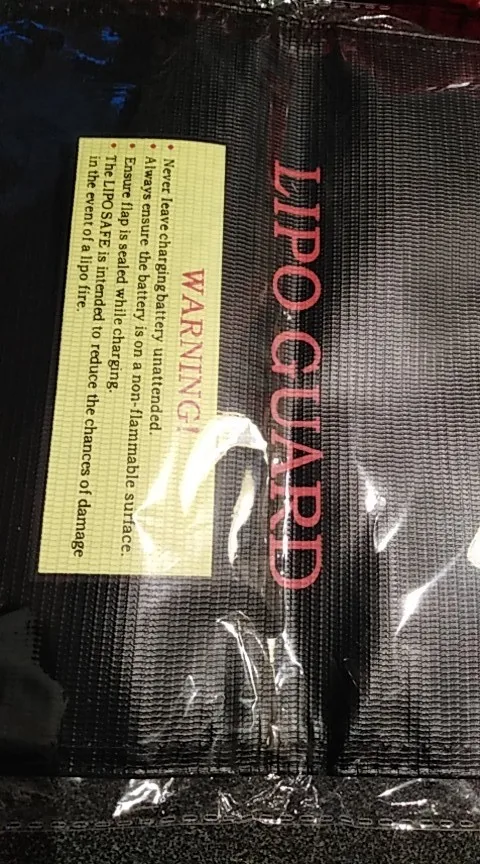 LIPO GUARD
WARNING!
• Never leave charging battery unattended.
• Always ensure the battery is on a non-flammable surface.
• Ensure flap is sealed while charging.
• The LIPO SAFE is intended to reduce the chances of damage
in the event of a lipo fire.